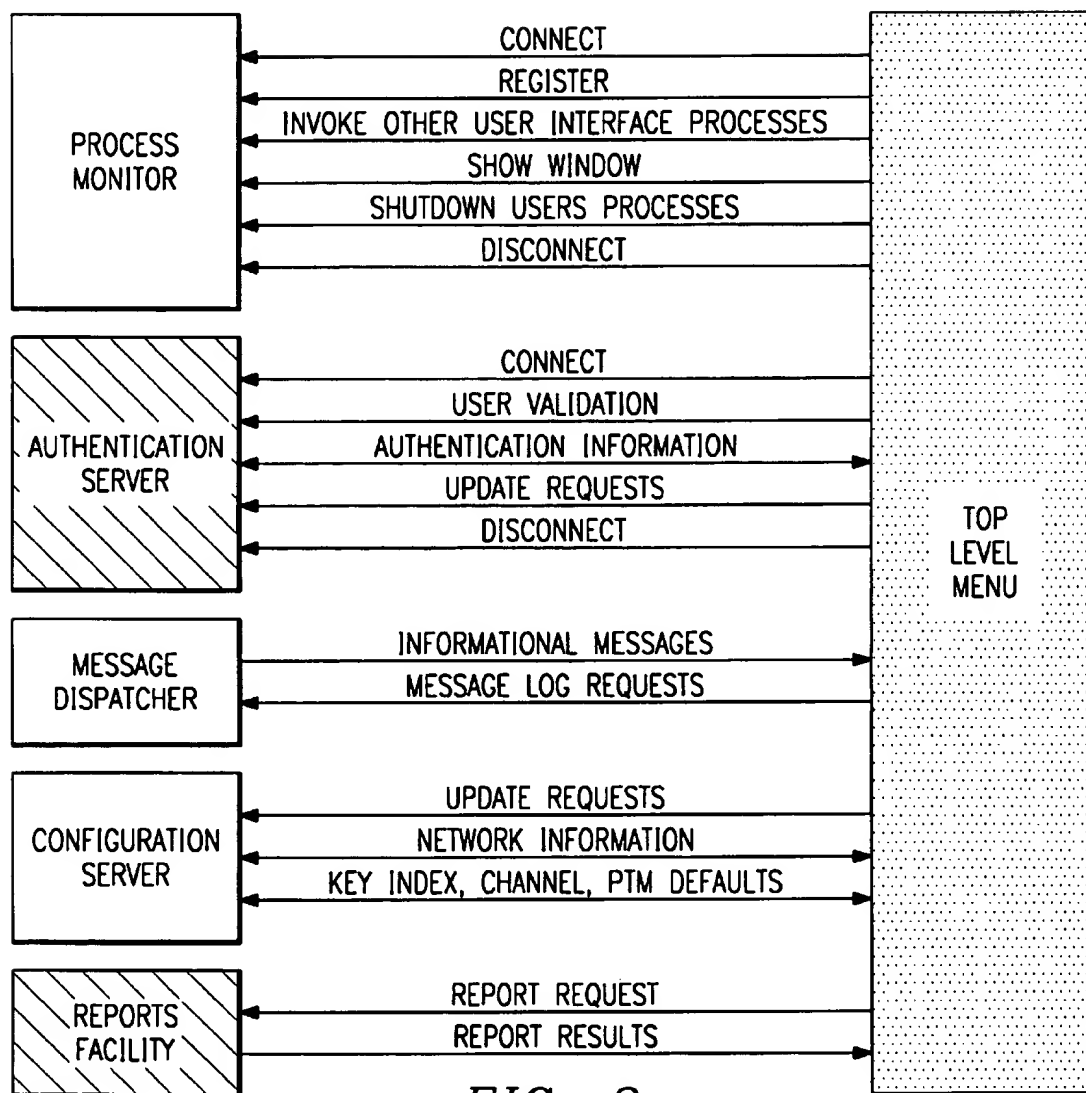 PROCESS
MONITOR
CONNECT
REGISTER
INVOKE OTHER USER INTERFACE PROCESSES
SHOW WINDOW
SHUTDOWN USERS PROCESSES
DISCONNECT
AUTHENTICATION
SERVER
CONNECT
USER VALIDATION
AUTHENTICATION INFORMATION
UPDATE REQUESTS
DISCONNECT
TOP
LEVEL
MENU
MESSAGE
DISPATCHER
INFORMATIONAL MESSAGES
MESSAGE LOG REQUESTS
CONFIGURATION
SERVER
UPDATE REQUESTS
NETWORK INFORMATION
KEY INDEX, CHANNEL, PTM DEFAULTS
REPORTS
FACILITY
REPORT REQUEST
REPORT RESULTS